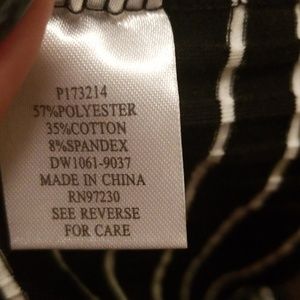 P173214
57%POLYESTER
35%COTTON
8%SPANDEX
DW1061-9037
MADE IN CHINA
RN97230
SEE REVERSE
FOR CARE